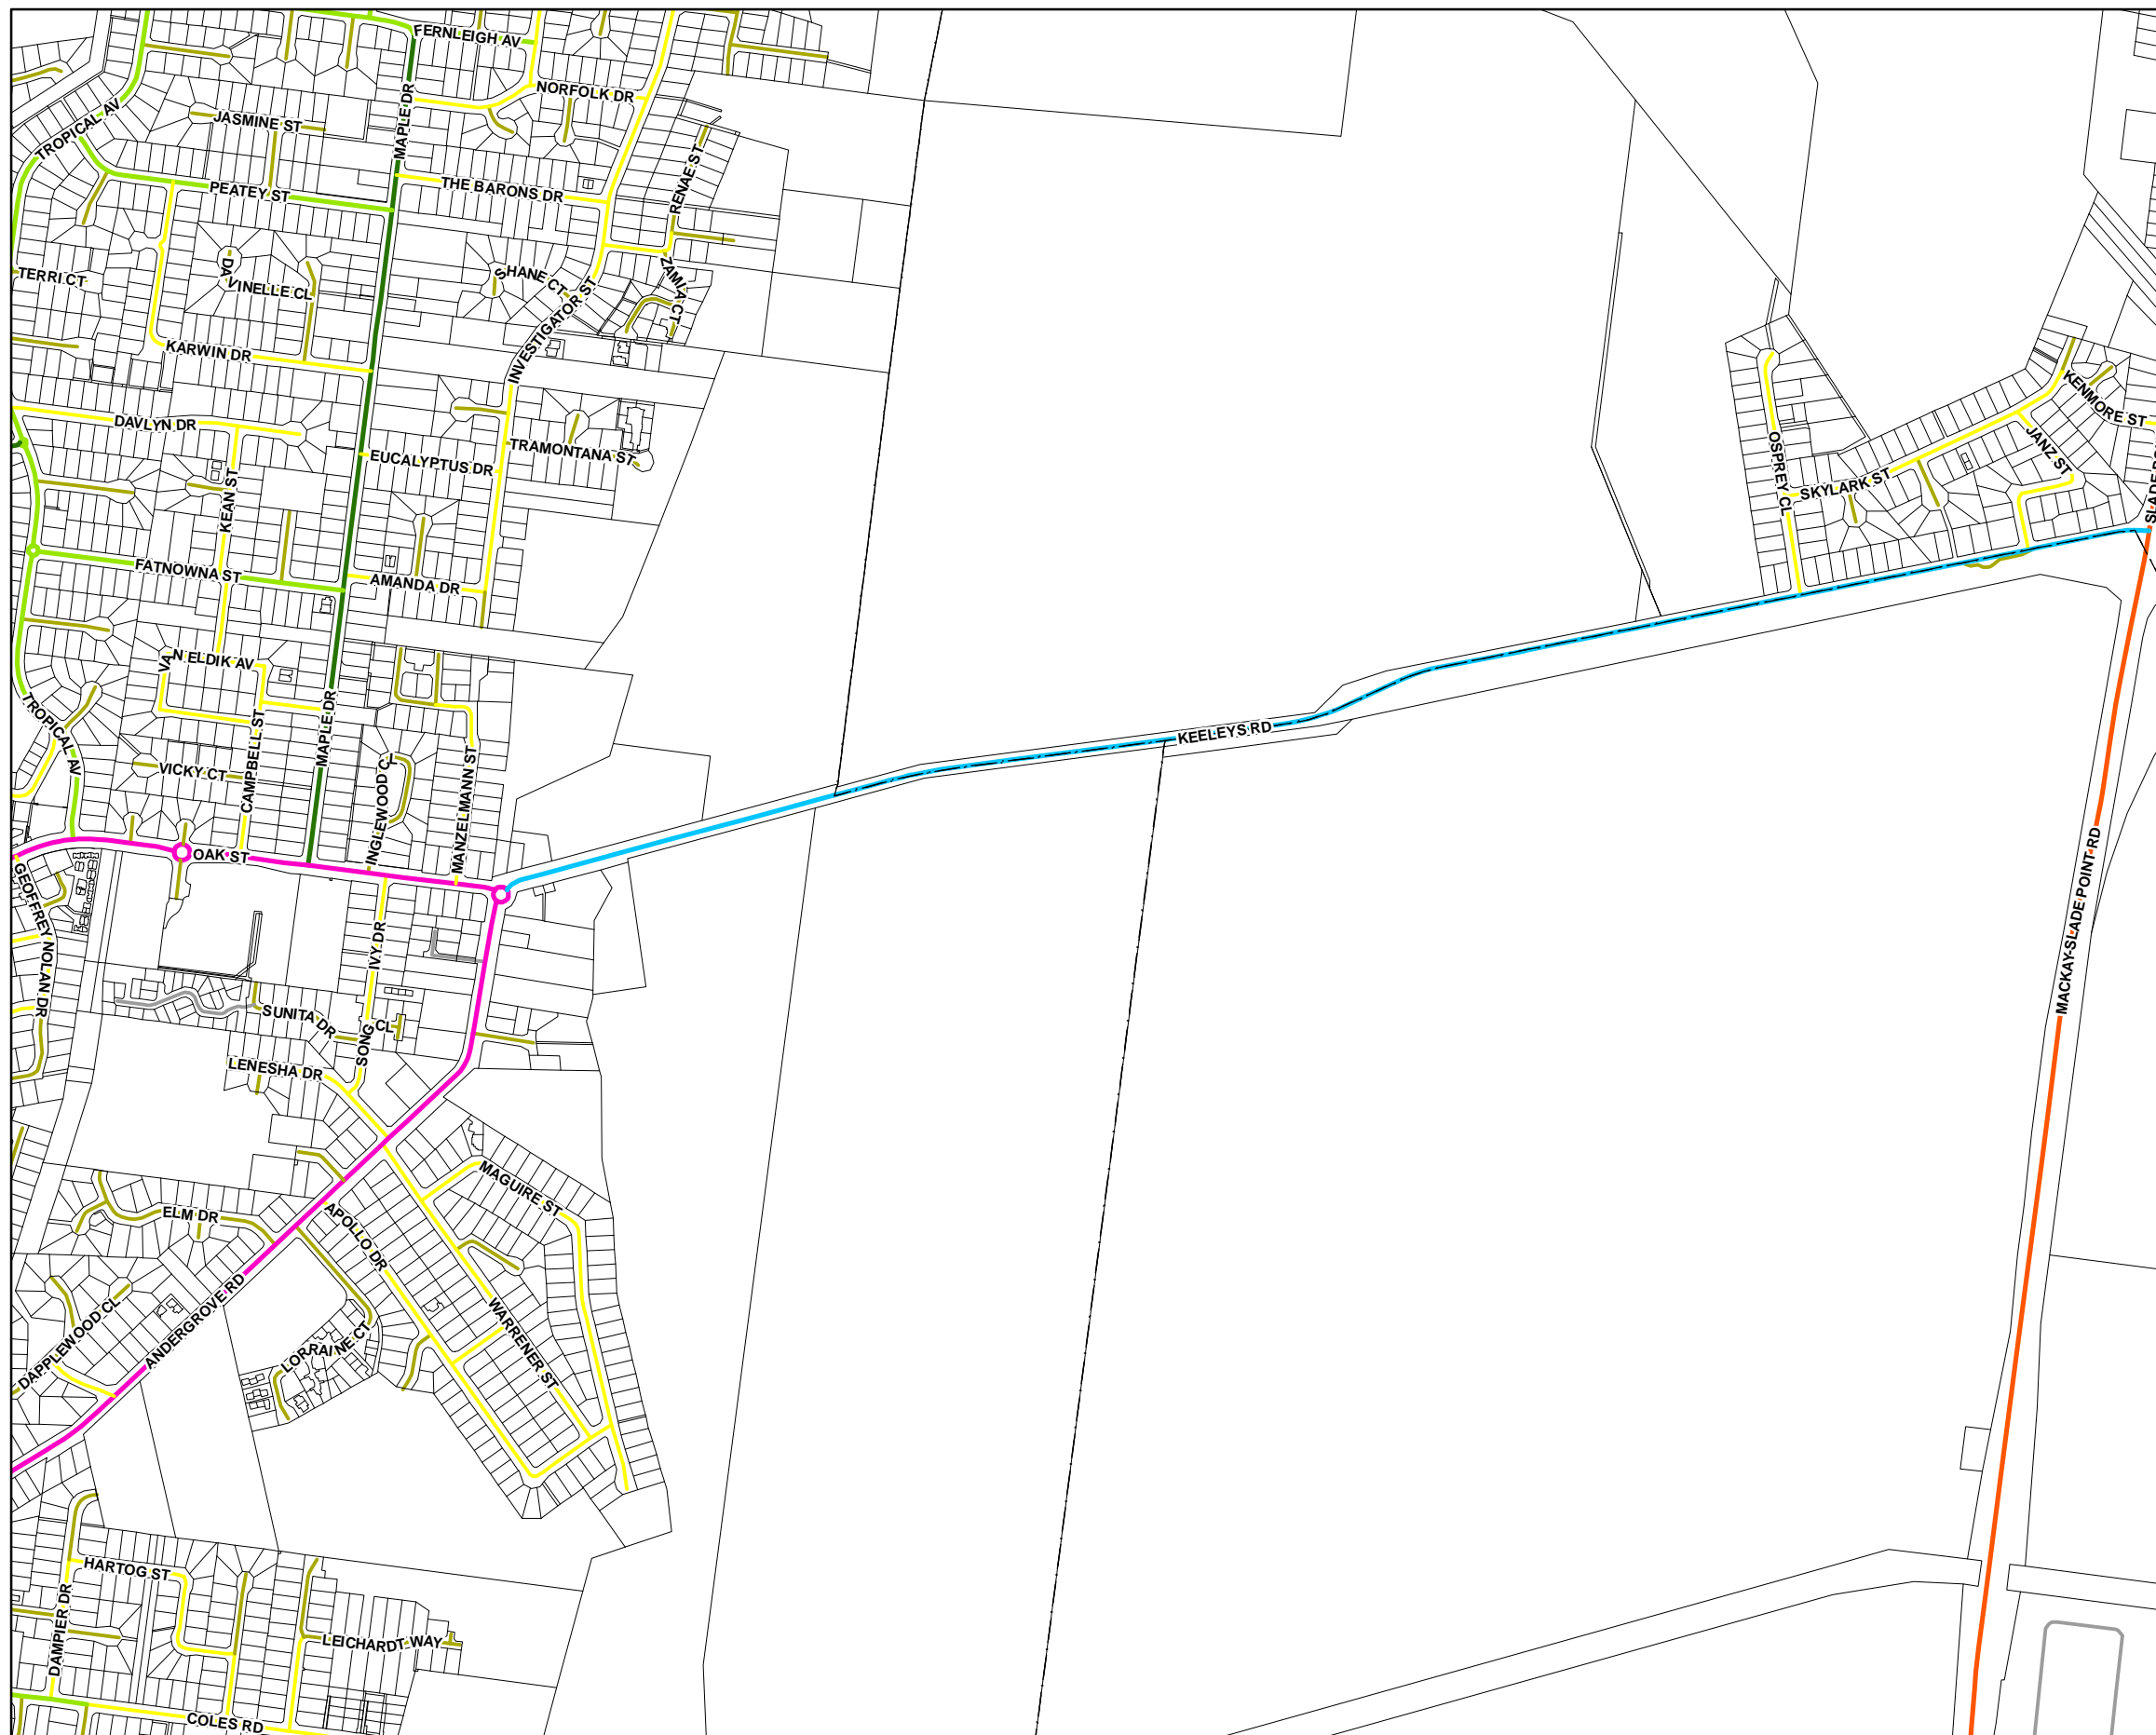 FERNLEIGH AV
NORFOLK DR
MAPLE DR
TROPICAL AV
JASMINE ST
PEATEY ST
THE BARONS DR
RENAE ST
TERRI CT
DA VINELLE CL
SHANE CT
ZAMIA CT
INVESTIGATOR ST
KARWIN DR
DAVLYN DR
KEAN ST
EUCALYPTUS DR
TRAMONTANA ST
OSPREY CL
SKYLARK ST
JANZ ST
KENMORE ST
FATNOWNA ST
AMANDA DR
VAN ELDIK AV
TROPICAL AV
MAPLE DR
CAMPBELL ST
VICKY CT
INGLEWOOD CL
MANZELMANN ST
KEELEYS RD
OAK ST
GEOFFREY NOLAN DR
IVY DR
SUNITA DR
SONG CL
LENESHA DR
MACKAY-SLADE POINT RD
MAGUIRE ST
ELM DR
APOLLO DR
DAPPLEWOOD CL
ANDERGROVE RD
LORRAINE CT
WARRENER ST
HARTOG ST
DAMPIER DR
LEICHARDT WAY
COLES RD